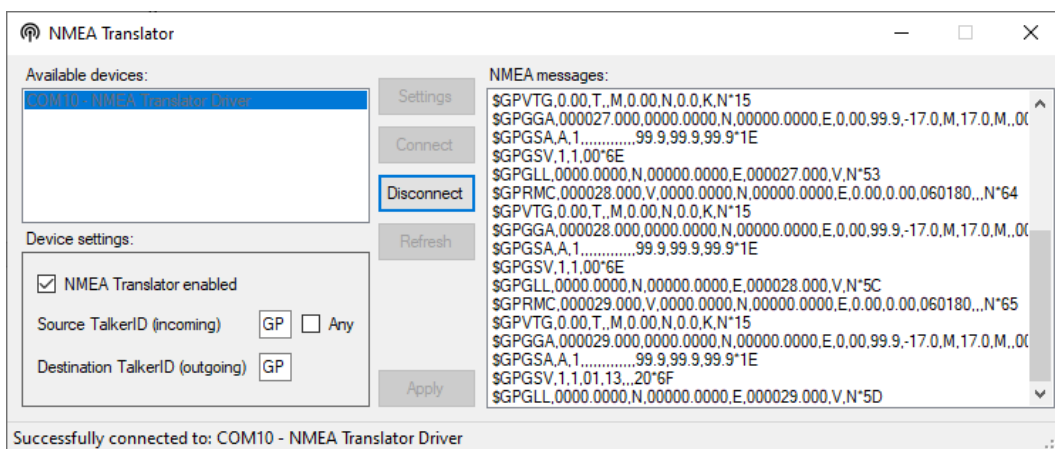 NMEA Translator
Available devices:
COM10 - NMEA Translator Driver
Settings
Connect
Disconnect
Refresh
Device settings:
NMEA Translator enabled
Source TalkerID (incoming) GP Any
Destination TalkerID (outgoing) GP
Apply
NMEA messages:
$GPVTG,0.00,T,,M,0.00,N,0.0,K,N*15
$GPGGA,000027.000,0000.0000,N,00000.0000,E,0,00,99.9,-17.0,M,17.0,M,,00
$GPGSA,A,1,,,,,,,,,,,,,99.9,99.9,99.9*1E
$GPGSV,1,1,00*6E
$GPGLL,0000.0000,N,00000.0000,E,000027.000,V,N*53
$GPRMC,000028.000,V,0000.0000,N,00000.0000,E,0.00,0.00,060180,,,N*64
$GPVTG,0.00,T,,M,0.00,N,0.0,K,N*15
$GPGGA,000028.000,0000.0000,N,00000.0000,E,0,00,99.9,-17.0,M,17.0,M,,00
$GPGSA,A,1,,,,,,,,,,,,,99.9,99.9,99.9*1E
$GPGSV,1,1,00*6E
$GPGLL,0000.0000,N,00000.0000,E,000028.000,V,N*5C
$GPRMC,000029.000,V,0000.0000,N,00000.0000,E,0.00,0.00,060180,,,N*65
$GPVTG,0.00,T,,M,0.00,N,0.0,K,N*15
$GPGGA,000029.000,0000.0000,N,00000.0000,E,0,00,99.9,-17.0,M,17.0,M,,00
$GPGSA,A,1,,,,,,,,,,,,,99.9,99.9,99.9*1E
$GPGSV,1,1,01,13,,,20*6F
$GPGLL,0000.0000,N,00000.0000,E,000029.000,V,N*5D
Successfully connected to: COM10 - NMEA Translator Driver